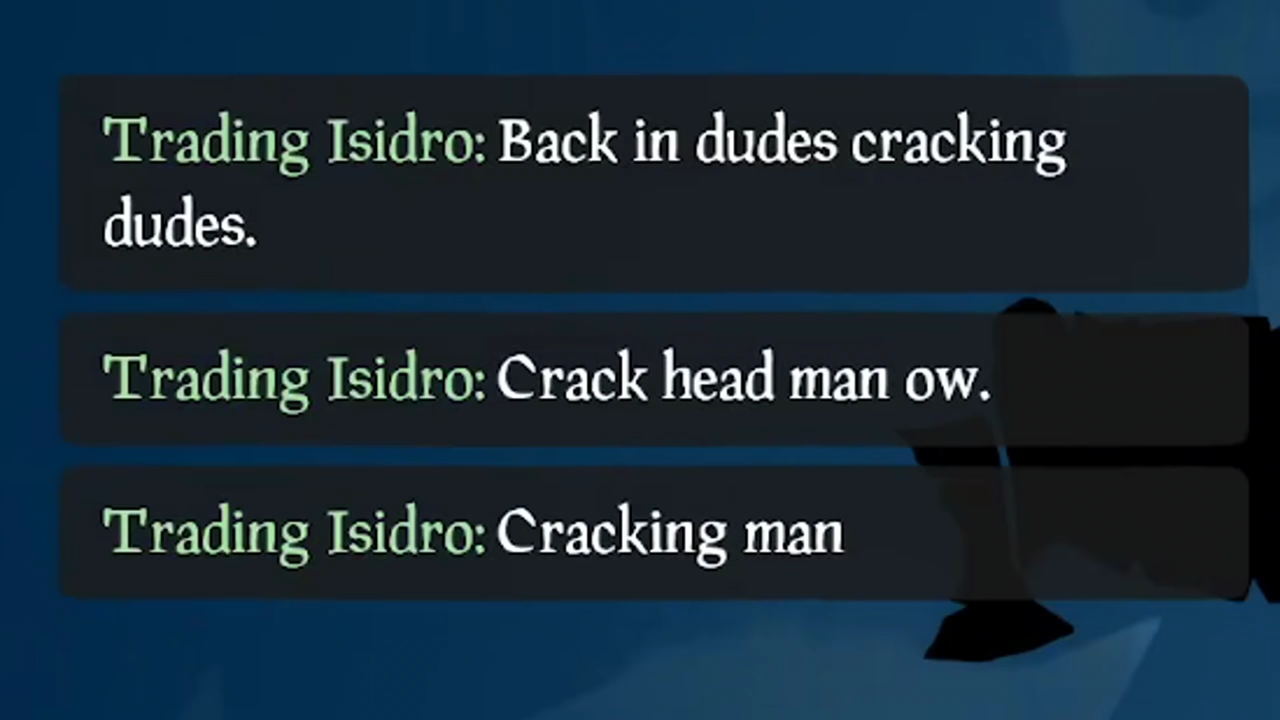 Trading Isidro: Back in dudes cracking
dudes.
Trading Isidro: Crack head man ow.
Trading Isidro: Cracking man